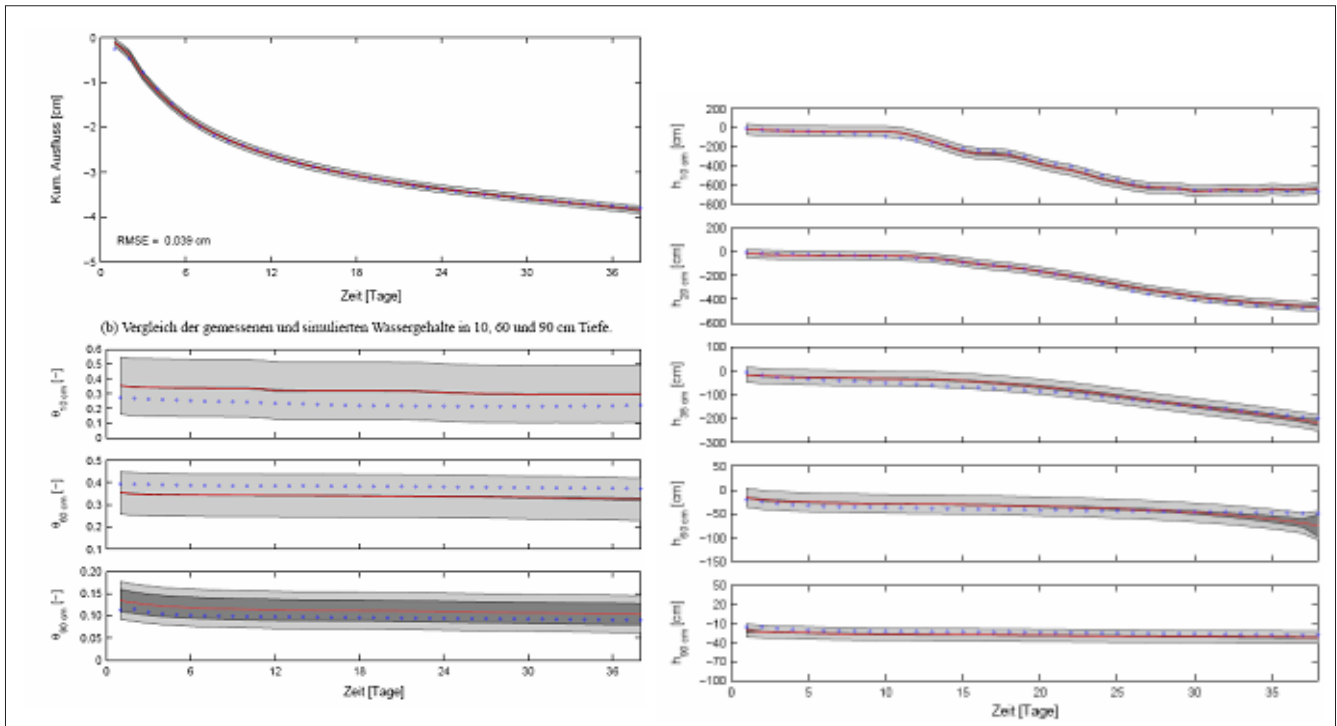 0
-1
-2
-3
-4
-5
Kum. Ausfluss [cm]
RMSE = 0.039 cm
0 6 12 18 24 30 36
Zeit [Tage]
(b) Vergleich der gemessenen und simulierten Wassergehalte in 10, 60 und 90 cm Tiefe.
0.6
0.5
0.4
0.3
0.2
0.1
0
θ10 cm [-]
0.5
0.4
0.3
0.2
0.1
θ60 cm [-]
0.20
0.15
0.10
0.05
0
θ90 cm [-]
0 6 12 18 24 30 36
Zeit [Tage]
200
0
-200
-400
-600
-800
h10 cm [cm]
200
0
-200
-400
-600
h20 cm [cm]
100
0
-100
-200
-300
h35 cm [cm]
50
0
-50
-100
-150
h60 cm [cm]
50
20
-10
-40
-70
-100
h90 cm [cm]
0 5 10 15 20 25 30 35
Zeit [Tage]